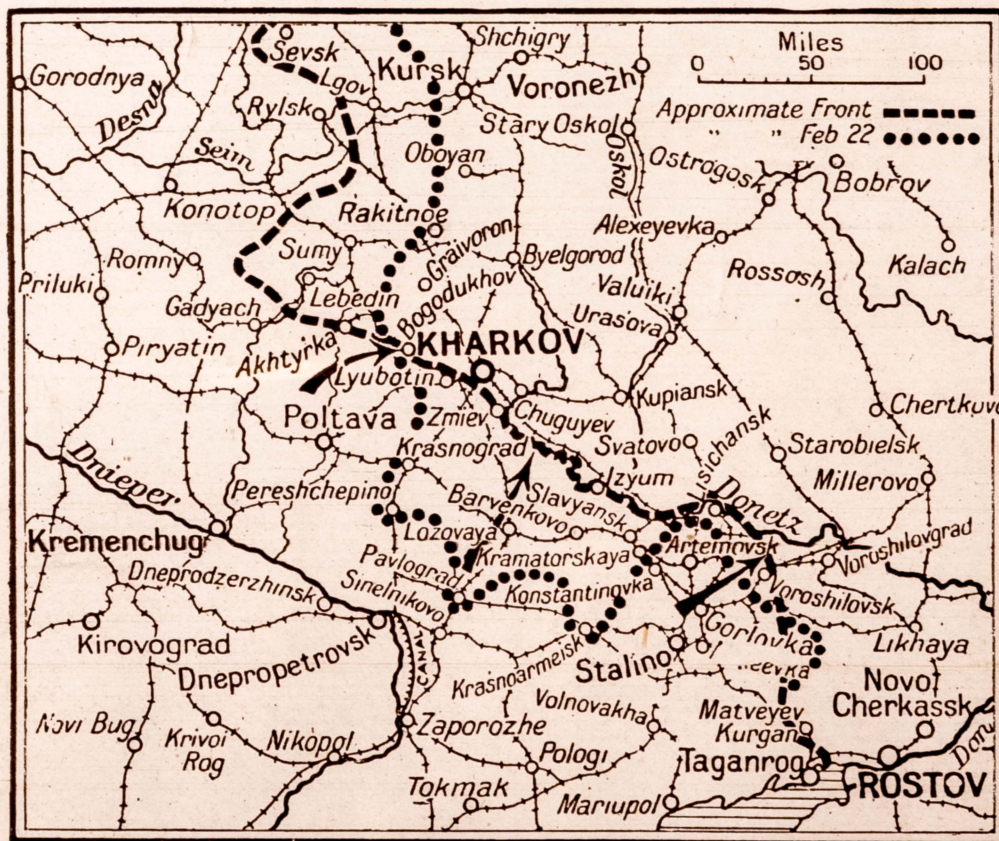 Miles
0 50 100
Approximate Front
" " Feb 22
Sevsk
Shchigry
Gorodnya
Lgov
Kursk
Voronezh
Desna
Rylsk
Stary Oskol
Oskol
Seim
Oboyan
Ostrogosk
Bobrov
Konotop
Rakitnoe
Alexeyevka
Romny
Sumy
Graivoron
Byelgorod
Kalach
Priluki
Rossosh
Gadyach
Lebedin
Bogodukhov
Valuiki
Urasova
Piryatin
Akhtyrka
KHARKOV
Lyubotin
Kupiansk
Chertkovo
Poltava
Zmiev
Chuguyev
Svatovo
Lsichansk
Starobielsk
Dnieper
Krasnograd
Izyum
Millerovo
Pereshchepino
Barvenkovo
Slavyansk
Donetz
Kremenchug
Lozovaya
Kramatorskaya
Artemovsk
Voroshilovgrad
Dneprodzerzhinsk
Pavlograd
Sinelnikovo
Konstantinovka
Voroshilovsk
Kirovograd
Gorlovka
Likhaya
Dnepropetrovsk
CANAL
Krasnoarmeisk
Stalino
Novo
Cherkassk
Novi Bug
Krivoi
Rog
Nikopol
Zaporozhe
Volnovakha
Matveyev
Kurgan
Pologi
Taganrog
Don
ROSTOV
Tokmak
Mariupol